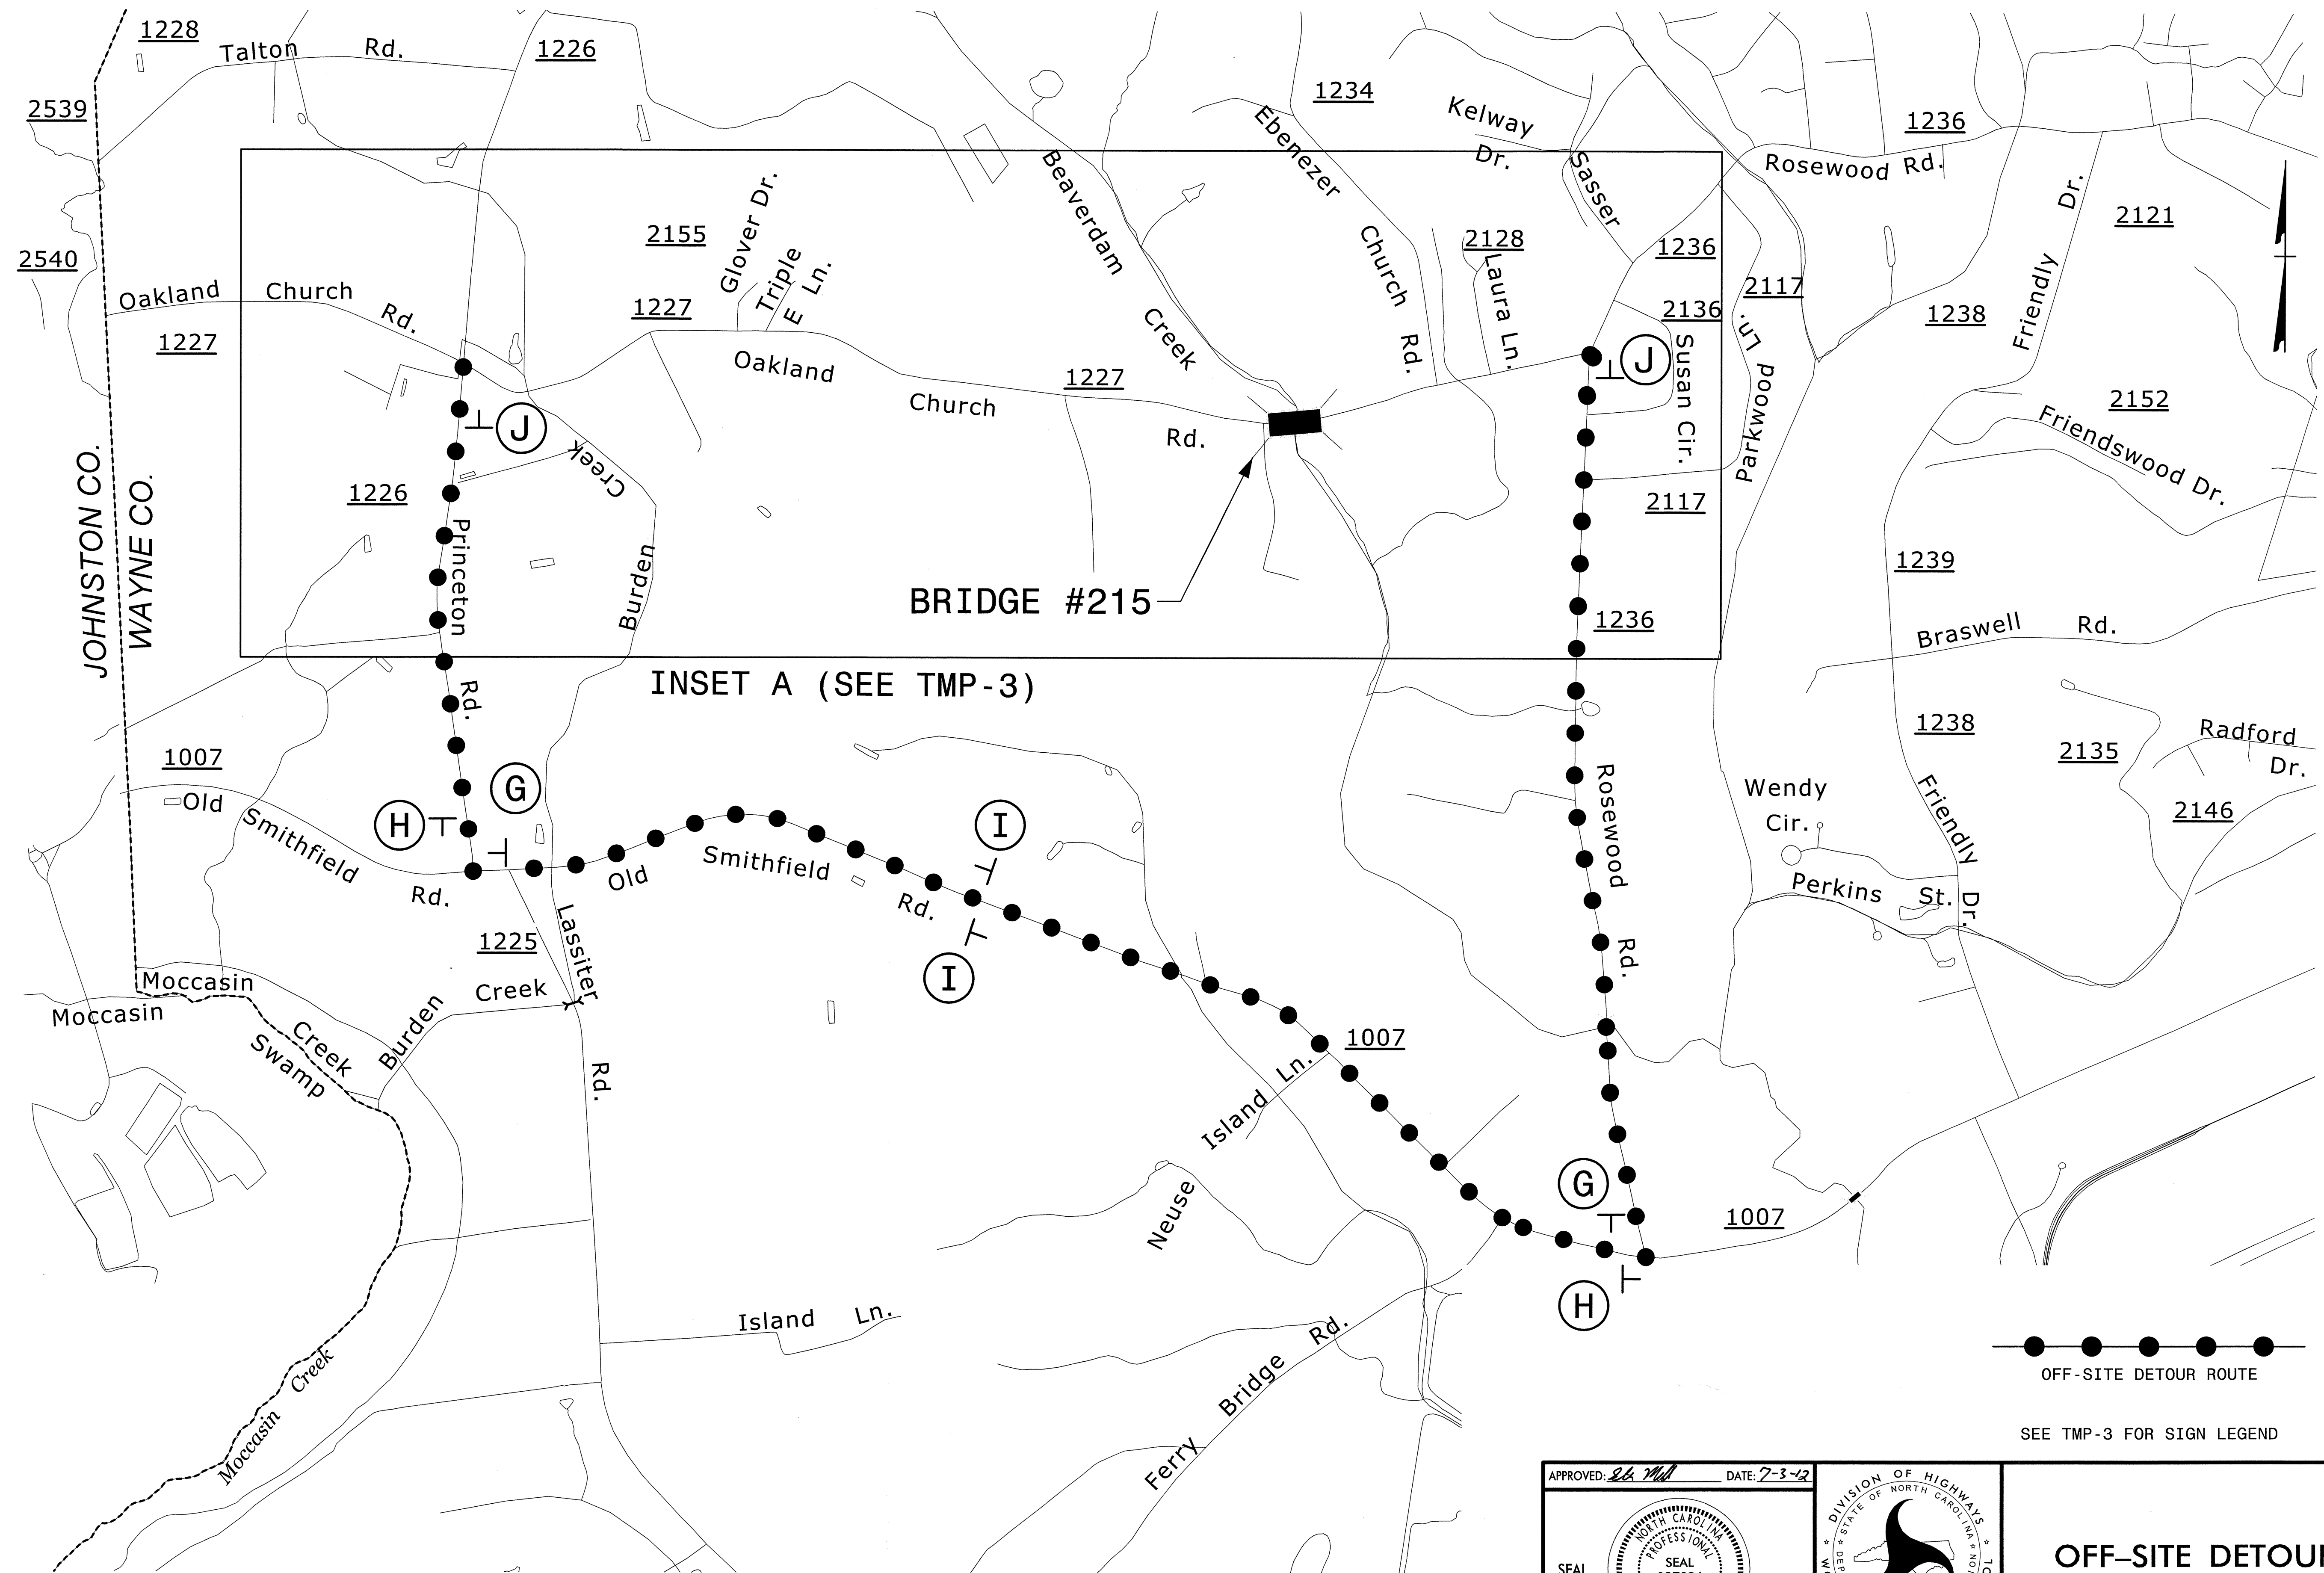 1228
Talton Rd.
1226
2539
1234
Kelway
Dr.
1236
Rosewood Rd.
Ebenezer
Church
Rd.
Sasser
Beaverdam
Creek
Glover Dr.
Triple
E Ln.
2155
2128
Laura Ln.
1236
2121
Friendly Dr.
2540
Oakland Church Rd.
1227
1227
2117
2136
1238
Ln.
Parkwood
Susan Cir.
J
Oakland
Church
Rd.
1227
2152
Friendswood Dr.
J
Creek
Burden
JOHNSTON CO.
WAYNE CO.
1226
Princeton
Rd.
2117
1239
BRIDGE #215
1236
Braswell Rd.
INSET A (SEE TMP-3)
1238
2135
Radford
Dr.
1007
Old
Smithfield
Rd.
G
H
Old
Smithfield
Rd.
I
I
Rosewood
Rd.
Wendy
Cir.
Friendly
Dr.
2146
Perkins St.
1225
Lassiter
Rd.
Moccasin
Moccasin
Creek
Swamp
Burden
Creek
1007
Island Ln.
Neuse
G
1007
H
Island Ln.
Ferry
Bridge
Rd.
Creek
Moccasin
OFF-SITE DETOUR ROUTE
SEE TMP-3 FOR SIGN LEGEND
APPROVED: DATE: 7-3-12
NORTH CAROLINA
PROFESSIONAL
SEAL
SEAL
DIVISION OF HIGHWAYS
STATE OF NORTH CAROLINA
OFF-SITE DETOUR